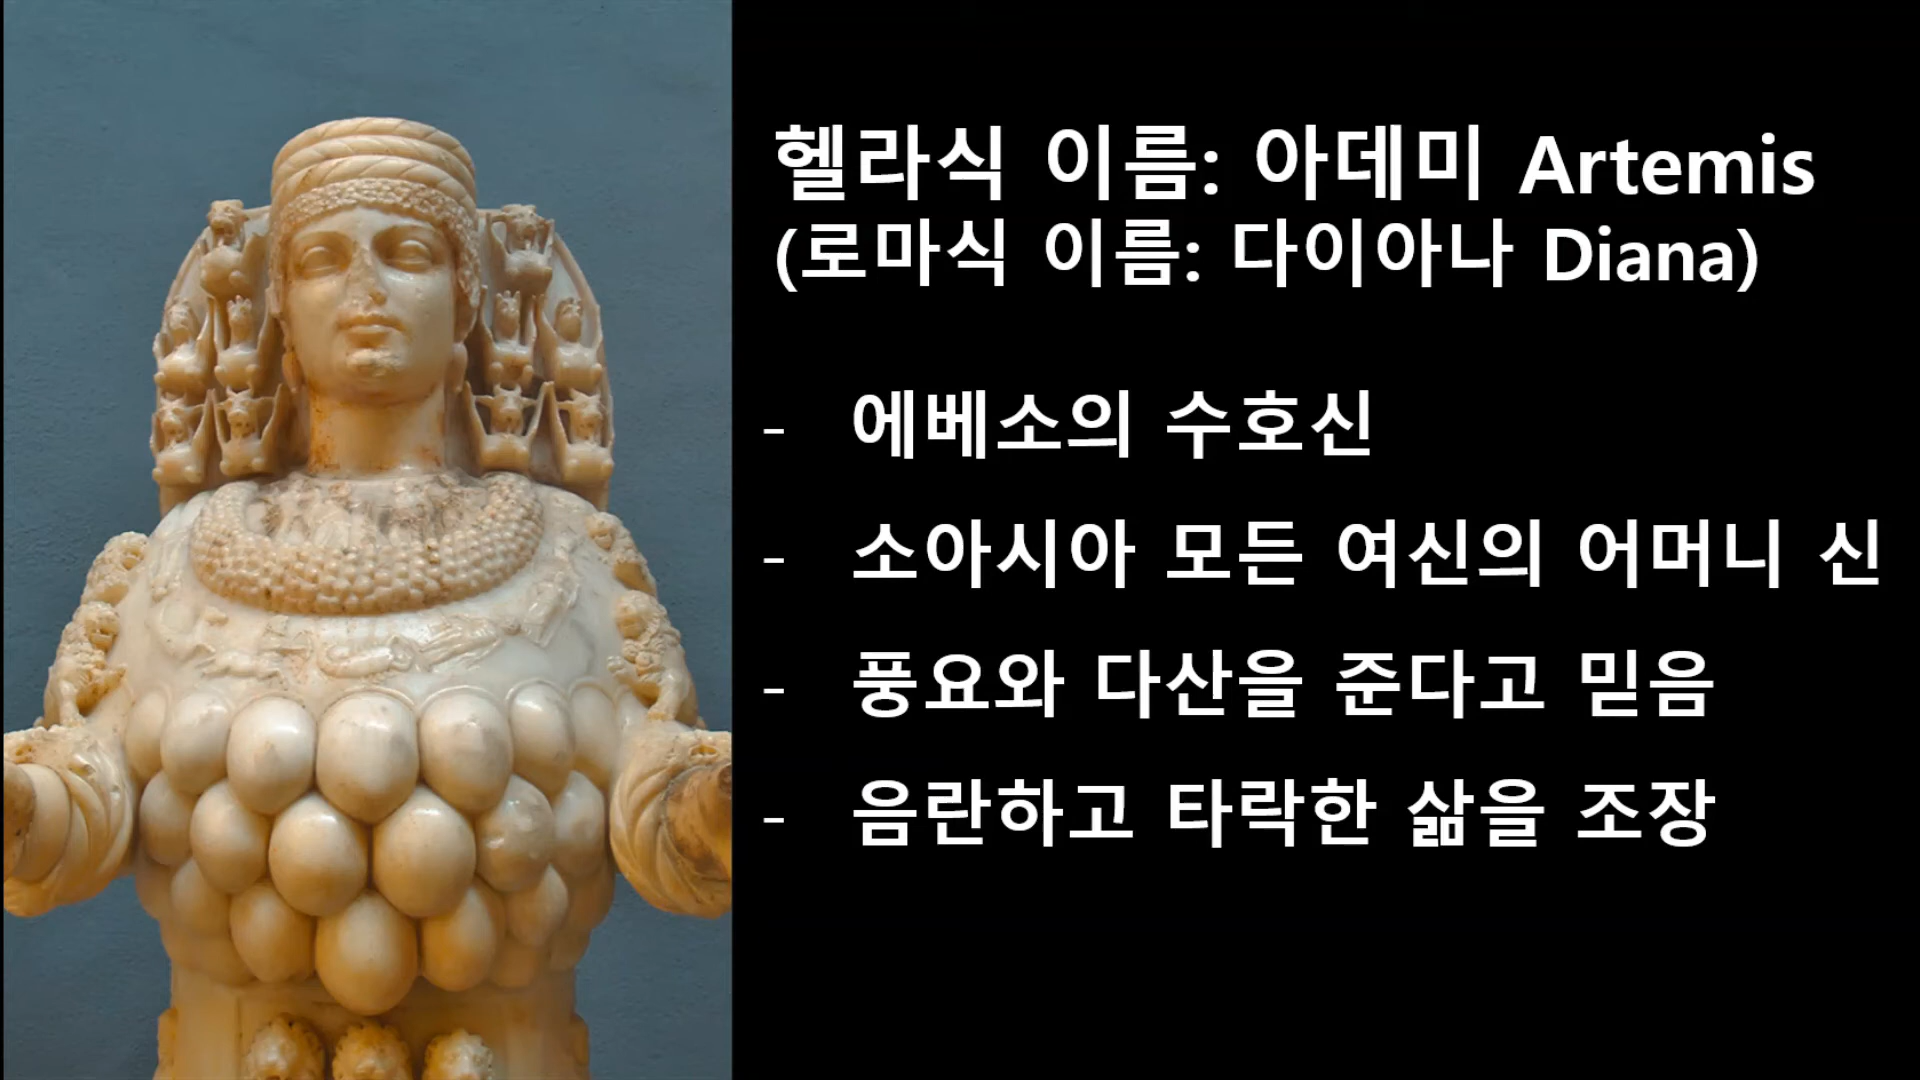 헬라식 이름: 아데미 Artemis
(로마식 이름: 다이아나 Diana)
- 에베소의 수호신
- 소아시아 모든 여신의 어머니 신
- 풍요와 다산을 준다고 믿음
- 음란하고 타락한 삶을 조장